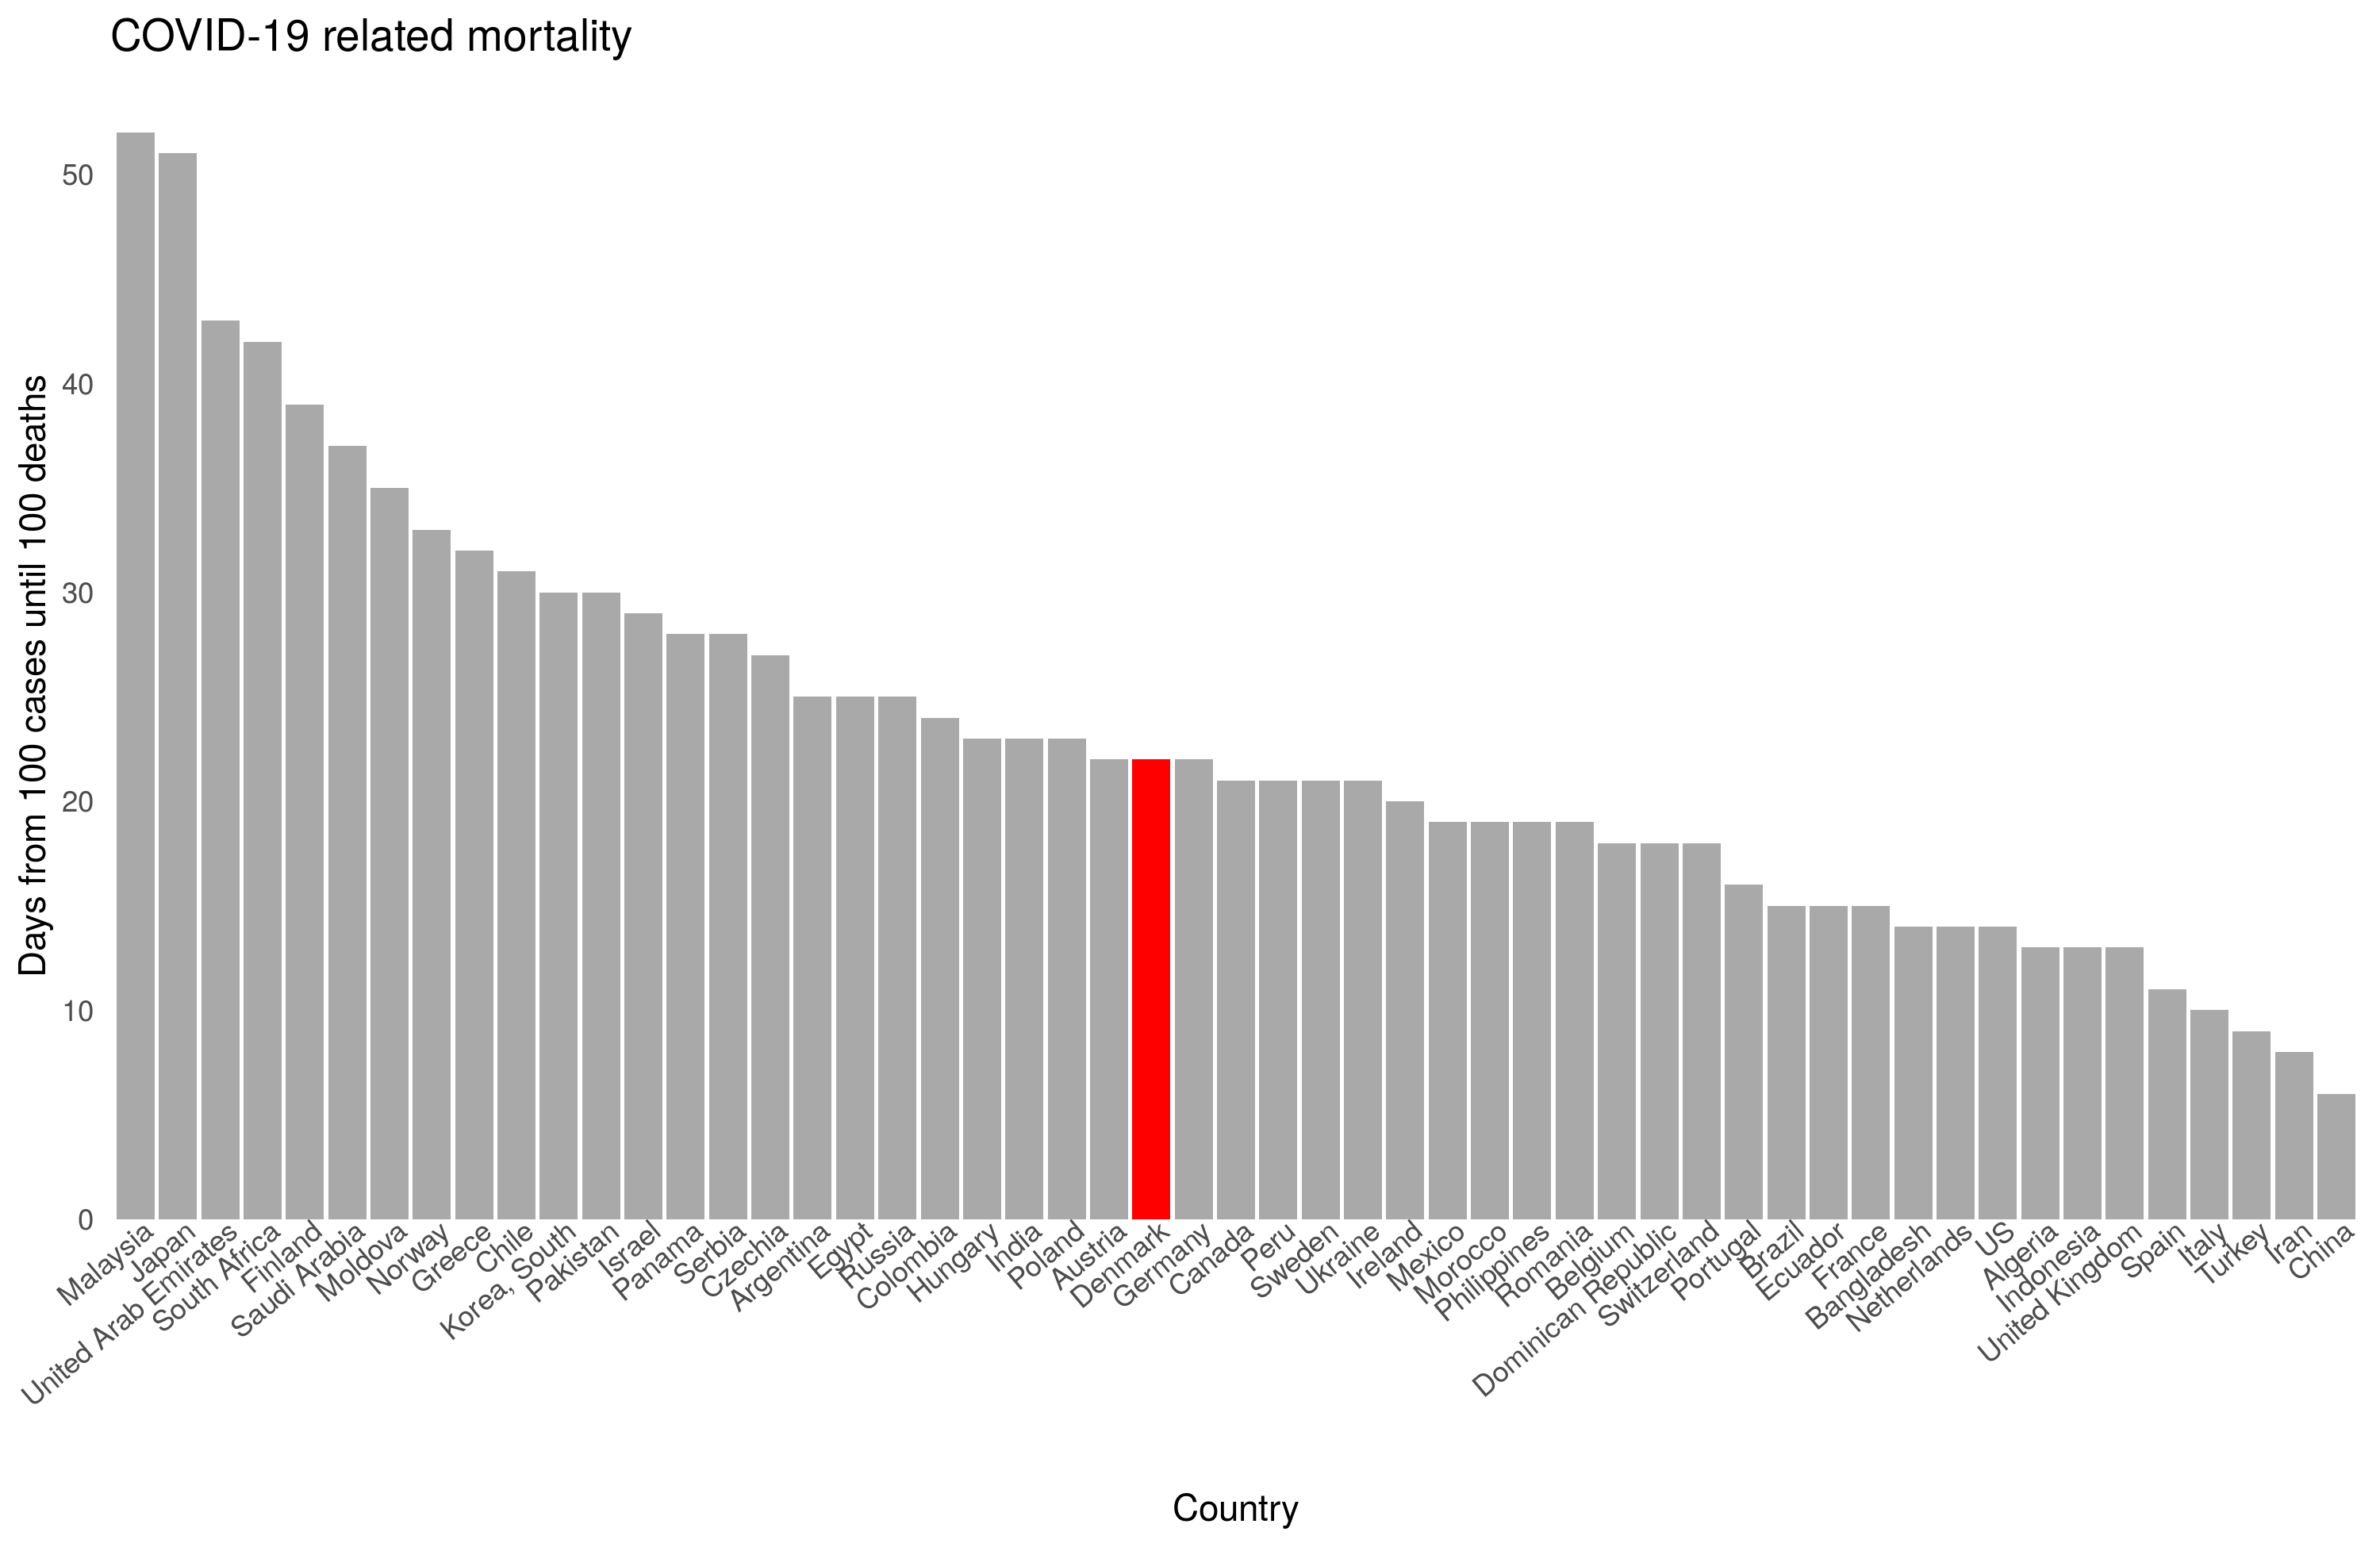 COVID-19 related mortality
Days from 100 cases until 100 deaths
50
40
30
20
10
0
Malaysia
Japan
United Arab Emirates
South Africa
Finland
Saudi Arabia
Moldova
Norway
Greece
Chile
Korea, South
Pakistan
Israel
Panama
Serbia
Czechia
Argentina
Egypt
Russia
Colombia
Hungary
India
Poland
Austria
Denmark
Germany
Canada
Peru
Sweden
Ukraine
Ireland
Mexico
Morocco
Philippines
Romania
Belgium
Dominican Republic
Switzerland
Portugal
Brazil
Ecuador
France
Bangladesh
Netherlands
US
Algeria
Indonesia
United Kingdom
Spain
Italy
Turkey
Iran
China
Country